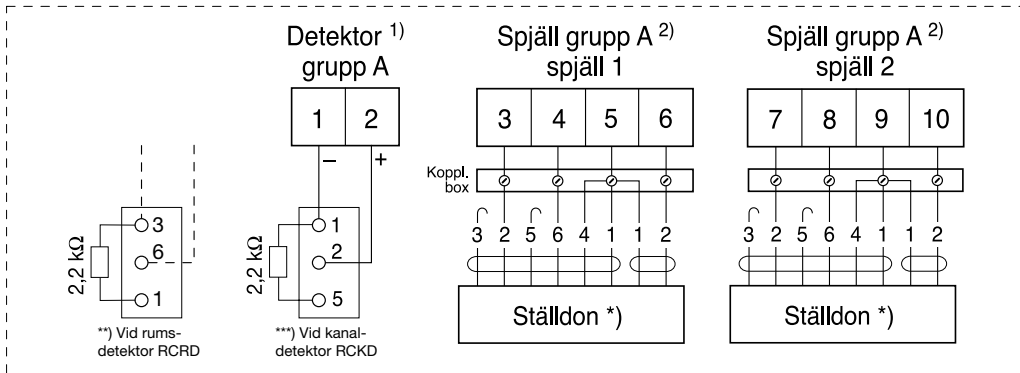 Detektor 1)
grupp A
1 2
– +
1
2
5
2,2 kΩ
***) Vid kanal-
detektor RCKD
3
6
1
2,2 kΩ
**) Vid rums-
detektor RCRD
Spjäll grupp A 2)
spjäll 1
3 4 5 6
Koppl.
box
3 2 5 6 4 1 1 2
Ställdon *)
Spjäll grupp A 2)
spjäll 2
7 8 9 10
3 2 5 6 4 1 1 2
Ställdon *)